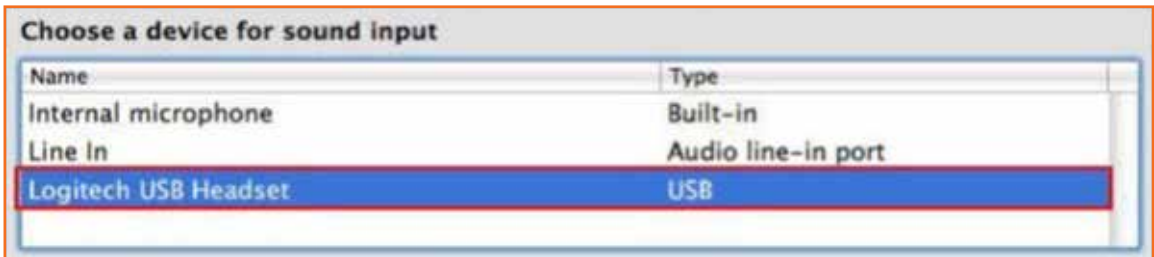 Choose a device for sound input
Name Type
Internal microphone Built-in
Line In Audio line-in port
Logitech USB Headset USB